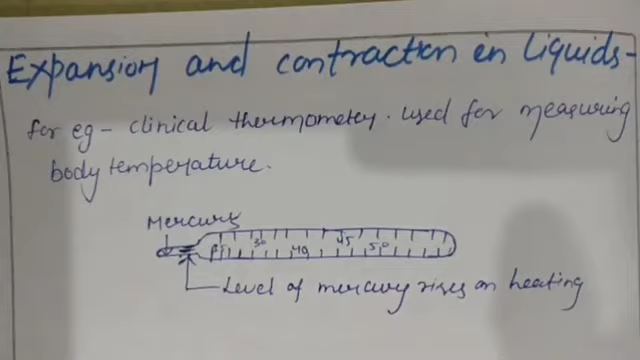 Expansion and contraction in Liquids-
for eg - clinical thermometer. used for measuring
body temperature.
Mercury
30 45
40 50
Level of mercury rises on heating